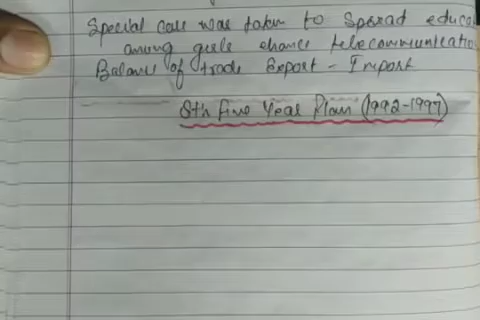 Special care was taken to Spread educa
among girls chance telecommunicatio
Balance of trade Export - Import
8th five Year Plan (1992-1997)